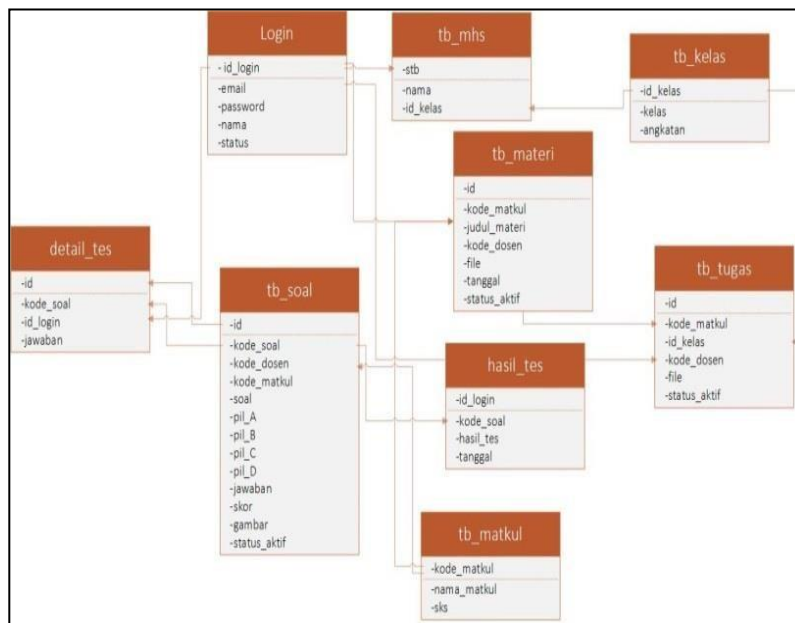 Login
- id_login
-email
-password
-nama
-status
tb_mhs
-stb
-nama
-id_kelas
tb_kelas
-id_kelas
-kelas
-angkatan
tb_materi
-id
-kode_matkul
-judul_materi
-kode_dosen
-file
-tanggal
-status_aktif
detail_tes
-id
-kode_soal
-id_login
-jawaban
tb_soal
-id
-kode_soal
-kode_dosen
-kode_matkul
-soal
-pil_A
-pil_B
-pil_C
-pil_D
-jawaban
-skor
-gambar
-status_aktif
tb_tugas
-id
-kode_matkul
-id_kelas
-kode_dosen
-file
-status_aktif
hasil_tes
-id_login
-kode_soal
-hasil_tes
-tanggal
tb_matkul
-kode_matkul
-nama_matkul
-sks